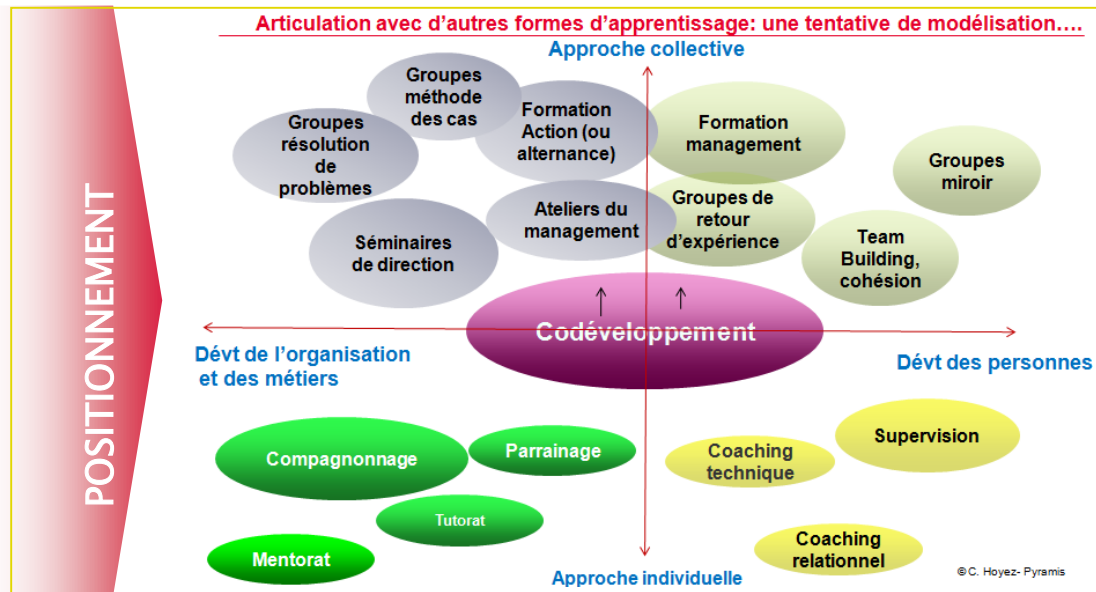 Articulation avec d'autres formes d'apprentissage: une tentative de modélisation….
Approche collective
POSITIONNEMENT
Groupes
méthode
des cas
Groupes
résolution
de
problèmes
Formation
Action (ou
alternance)
Formation
management
Groupes
miroir
Séminaires
de direction
Ateliers du
management
Groupes de
retour
d'expérience
Team
Building,
cohésion
Codéveloppement
Dévt de l'organisation
et des métiers
Dévt des personnes
Compagnonnage
Parrainage
Tutorat
Mentorat
Coaching
technique
Supervision
Coaching
relationnel
Approche individuelle
©C. Hoyez- Pyramis